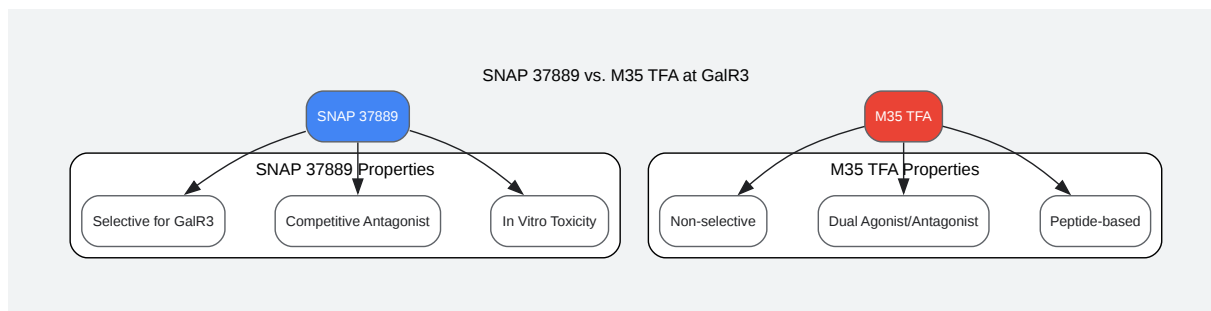 SNAP 37889 vs. M35 TFA at GalR3
SNAP 37889
M35 TFA
SNAP 37889 Properties
M35 TFA Properties
Selective for GalR3
Competitive Antagonist
In Vitro Toxicity
Non-selective
Dual Agonist/Antagonist
Peptide-based